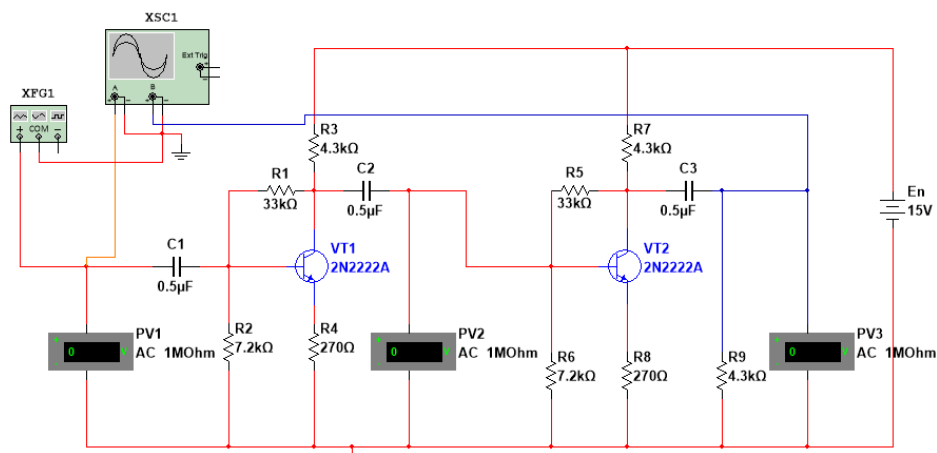 XSC1
Ext Trig
+
-
A
B
+ - + -
XFG1
+ COM -
R3
4.3kΩ
R7
4.3kΩ
R1
33kΩ
C2
0.5µF
R5
33kΩ
C3
0.5µF
En
15V
C1
0.5µF
VT1
2N2222A
VT2
2N2222A
PV1
AC 1MOhm
+ 0 V -
R2
7.2kΩ
R4
270Ω
PV2
AC 1MOhm
+ 0 V -
R6
7.2kΩ
R8
270Ω
R9
4.3kΩ
PV3
AC 1MOhm
+ 0 V -